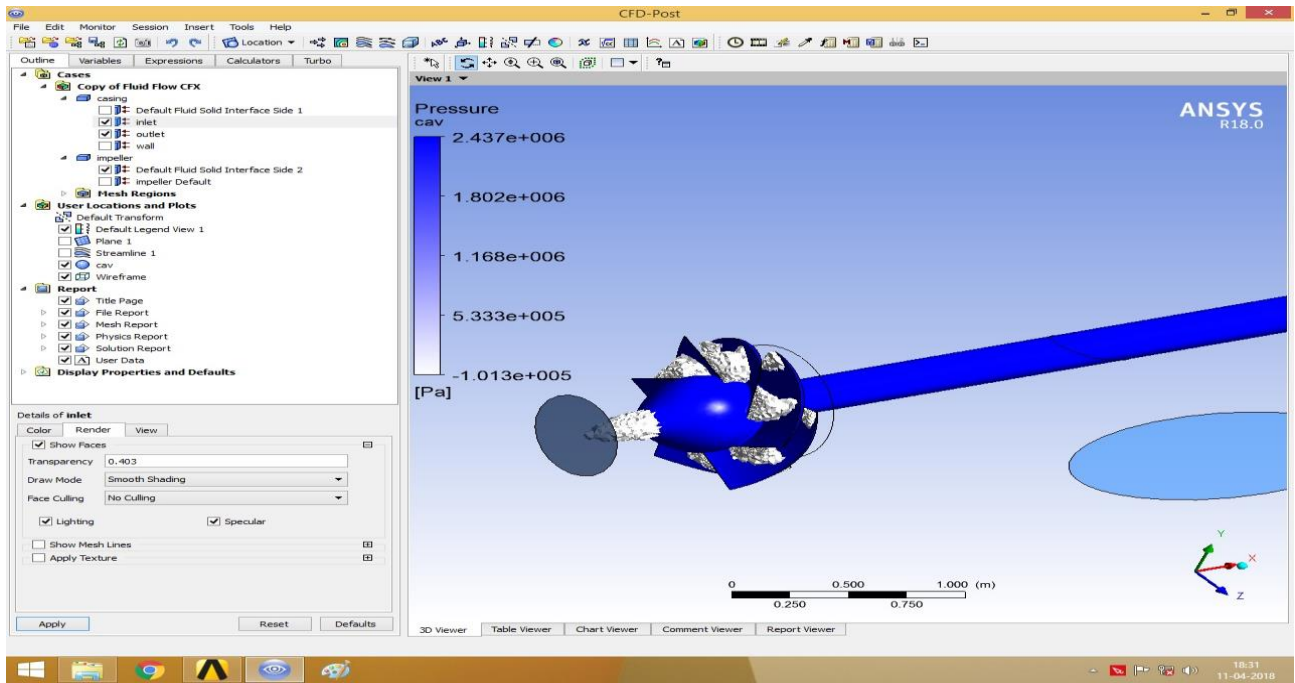 CFD-Post
File Edit Monitor Session Insert Tools Help
Location
Outline Variables Expressions Calculators Turbo
Cases
Copy of Fluid Flow CFX
casing
Default Fluid Solid Interface Side 1
inlet
outlet
wall
impeller
Default Fluid Solid Interface Side 2
impeller Default
Mesh Regions
User Locations and Plots
Default Transform
Default Legend View 1
Plane 1
Streamline 1
cav
Wireframe
Report
Title Page
File Report
Mesh Report
Physics Report
Solution Report
User Data
Display Properties and Defaults
Details of inlet
Color Render View
Show Faces
Transparency 0.403
Draw Mode Smooth Shading
Face Culling No Culling
Lighting Specular
Show Mesh Lines
Apply Texture
Apply Reset Defaults
View 1
Pressure
cav
2.437e+006
1.802e+006
1.168e+006
5.333e+005
-1.013e+005
[Pa]
ANSYS
R18.0
Y
X
Z
0 0.500 1.000 (m)
0.250 0.750
3D Viewer Table Viewer Chart Viewer Comment Viewer Report Viewer
18:31
11-04-2018